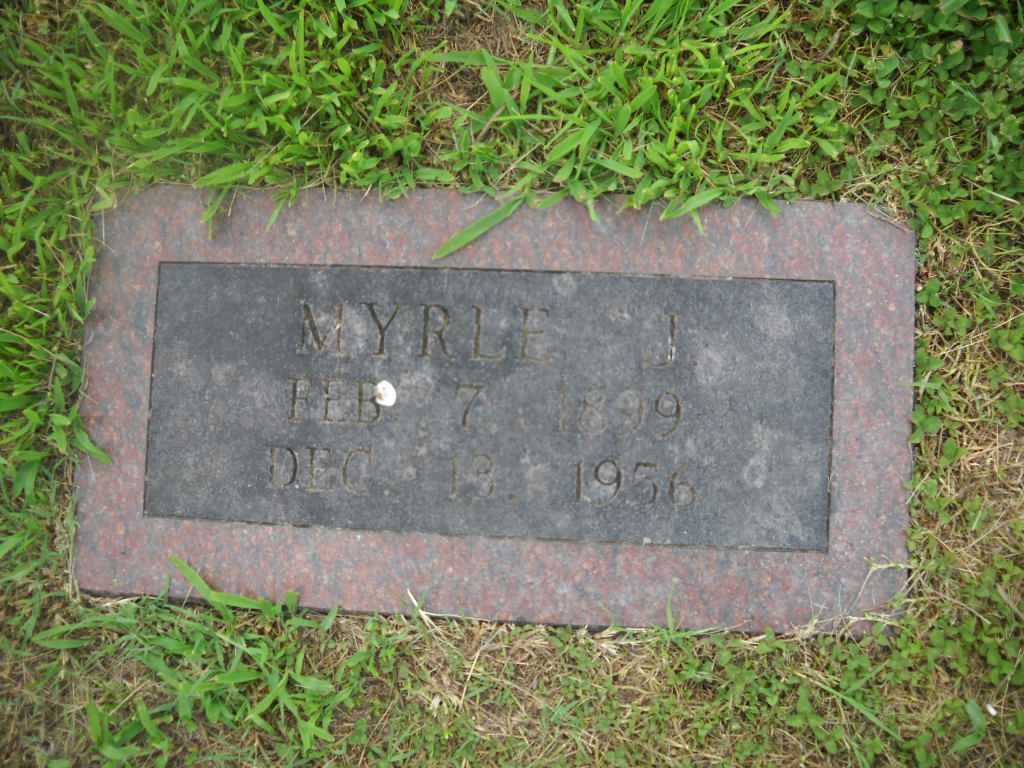 MYRLE J.
FEB. 7. 1899
DEC. 13. 1956